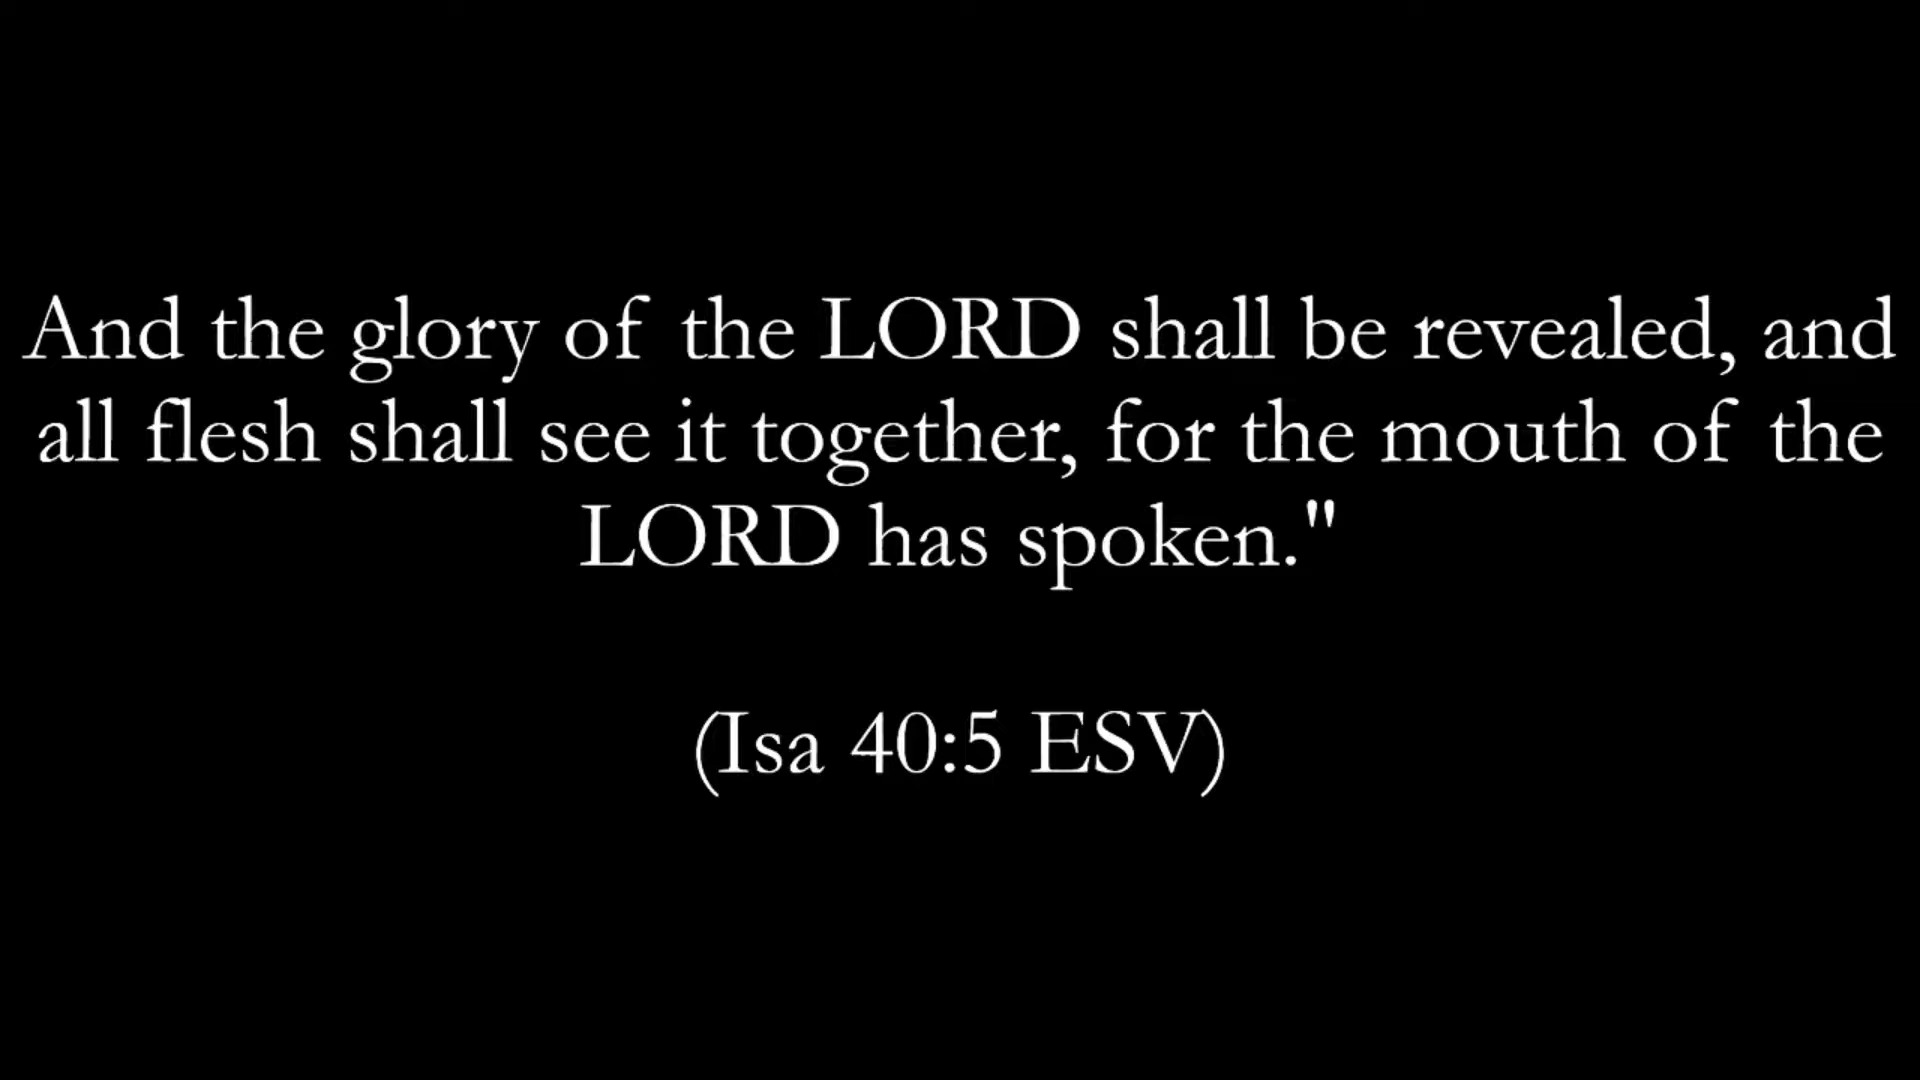 And the glory of the LORD shall be revealed, and
all flesh shall see it together, for the mouth of the
LORD has spoken."
(Isa 40:5 ESV)